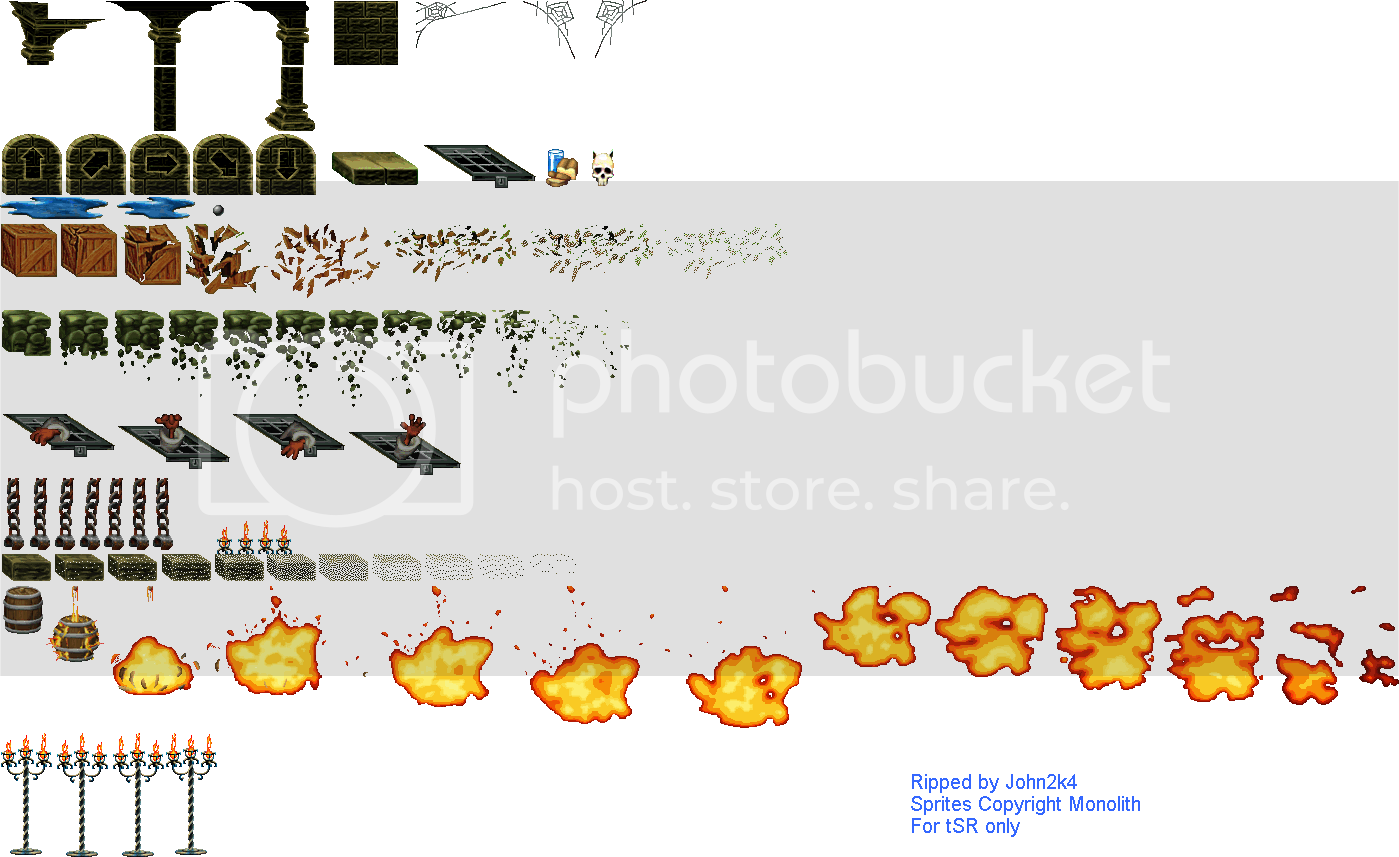 photobucket
host. store. share.
Ripped by John2k4
Sprites Copyright Monolith
For tSR only